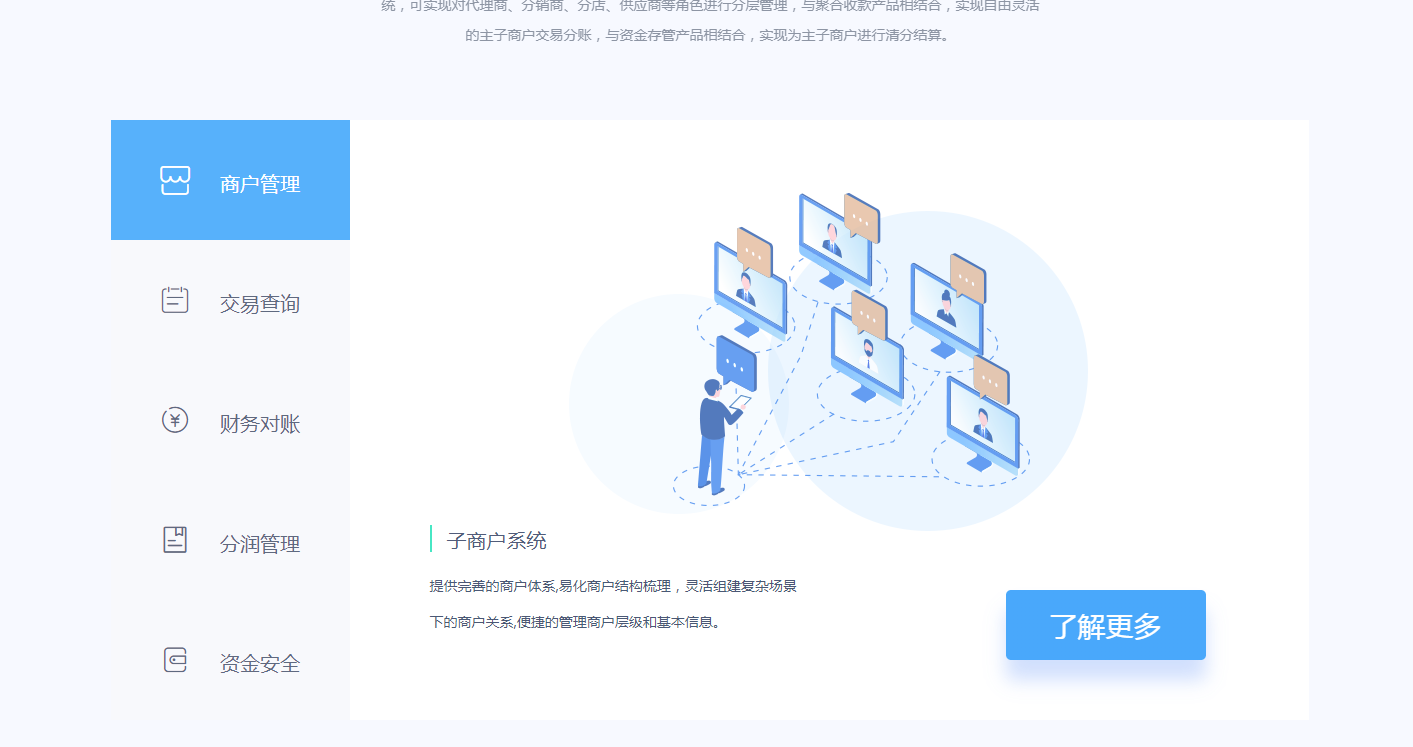 统，可实现对代理商、分销商、分店、供应商等角色进行分层管理，与聚合收款产品相结合，实现自由灵活
的主子商户交易分账，与资金存管产品相结合，实现为主子商户进行清分结算。
商户管理
交易查询
财务对账
分润管理
资金安全
子商户系统
提供完善的商户体系,易化商户结构梳理，灵活组建复杂场景
下的商户关系,便捷的管理商户层级和基本信息。
了解更多